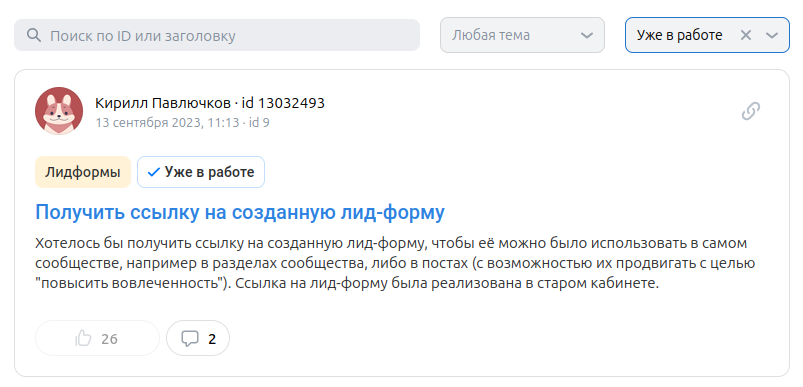 Поиск по ID или заголовку
Любая тема
Уже в работе
Кирилл Павлючков · id 13032493
13 сентября 2023, 11:13 · id 9
Лидформы
Уже в работе
Получить ссылку на созданную лид-форму
Хотелось бы получить ссылку на созданную лид-форму, чтобы её можно было использовать в самом
сообществе, например в разделах сообщества, либо в постах (с возможностью их продвигать с целью
"повысить вовлеченность"). Ссылка на лид-форму была реализована в старом кабинете.
26
2